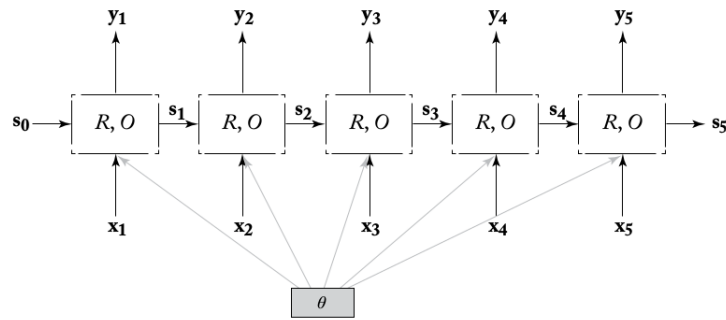 y1 y2 y3 y4 y5
s0 R, O s1 R, O s2 R, O s3 R, O s4 R, O s5
x1 x2 x3 x4 x5
θ